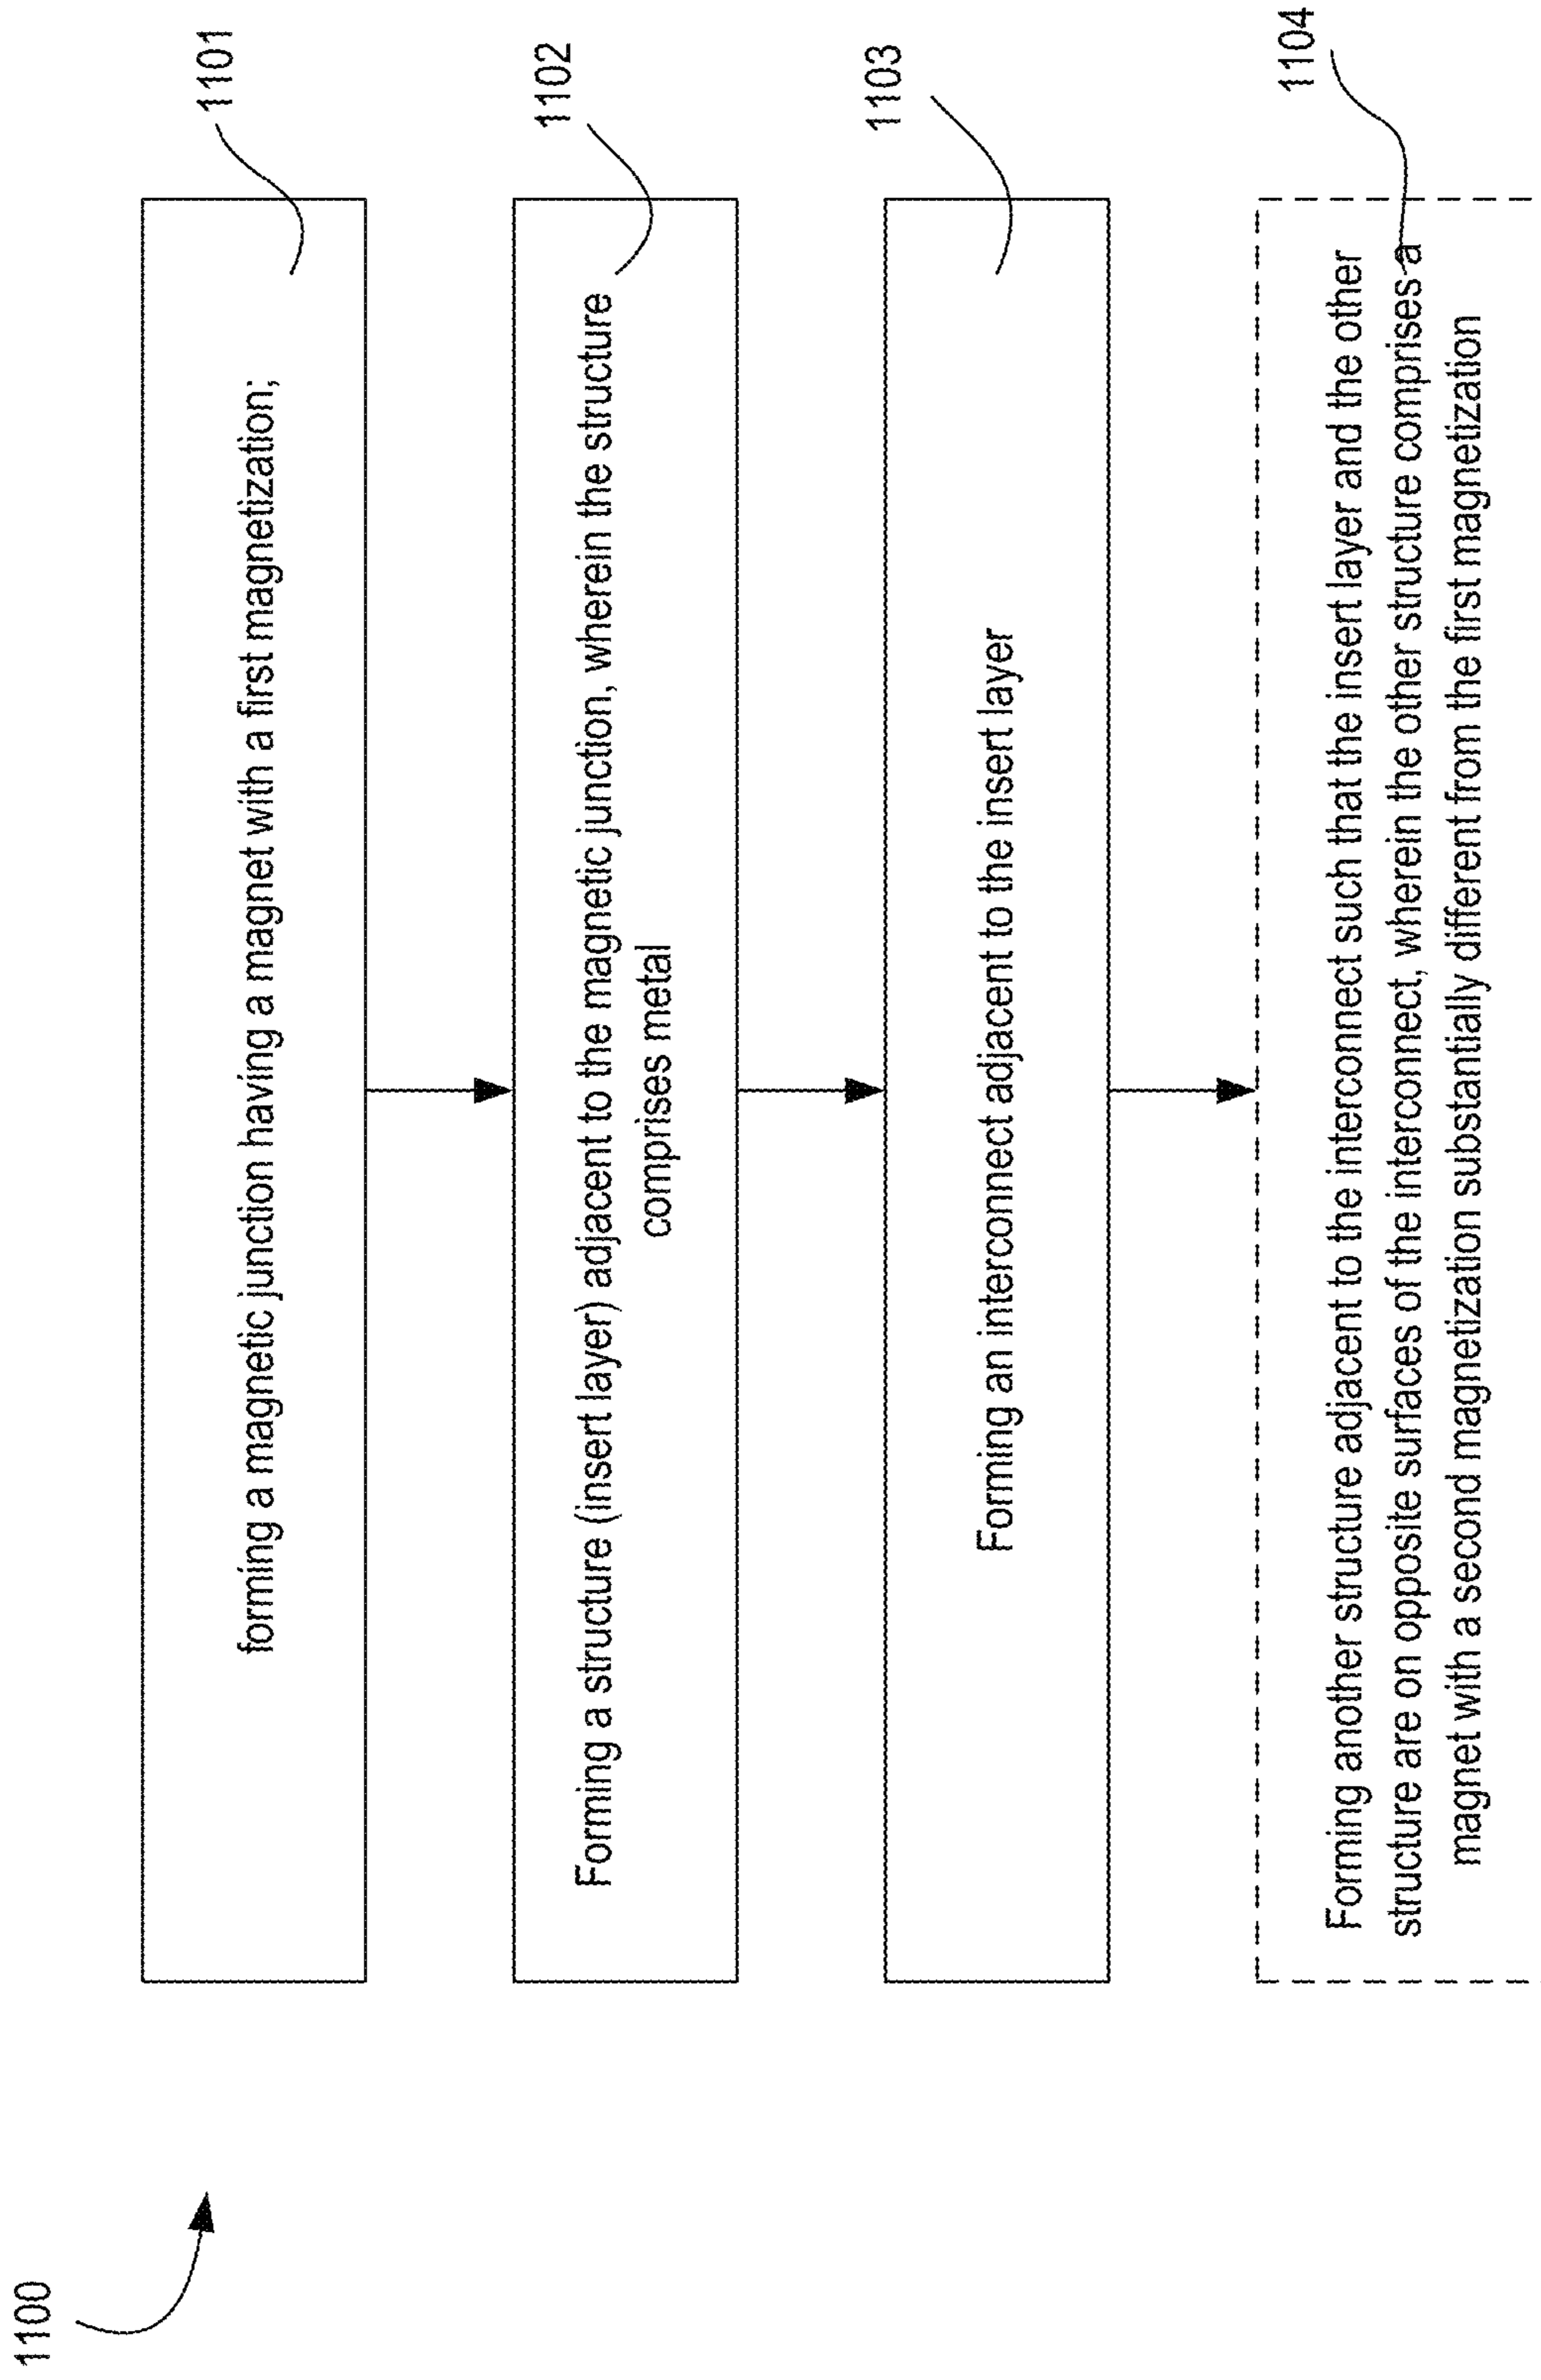 1100
forming a magnetic junction having a magnet with a first magnetization;
1101
Forming a structure (insert layer) adjacent to the magnetic junction, wherein the structure
comprises metal
1102
Forming an interconnect adjacent to the insert layer
1103
Forming another structure adjacent to the interconnect such that the insert layer and the other
structure are on opposite surfaces of the interconnect, wherein the other structure comprises a
magnet with a second magnetization substantially different from the first magnetization
1104